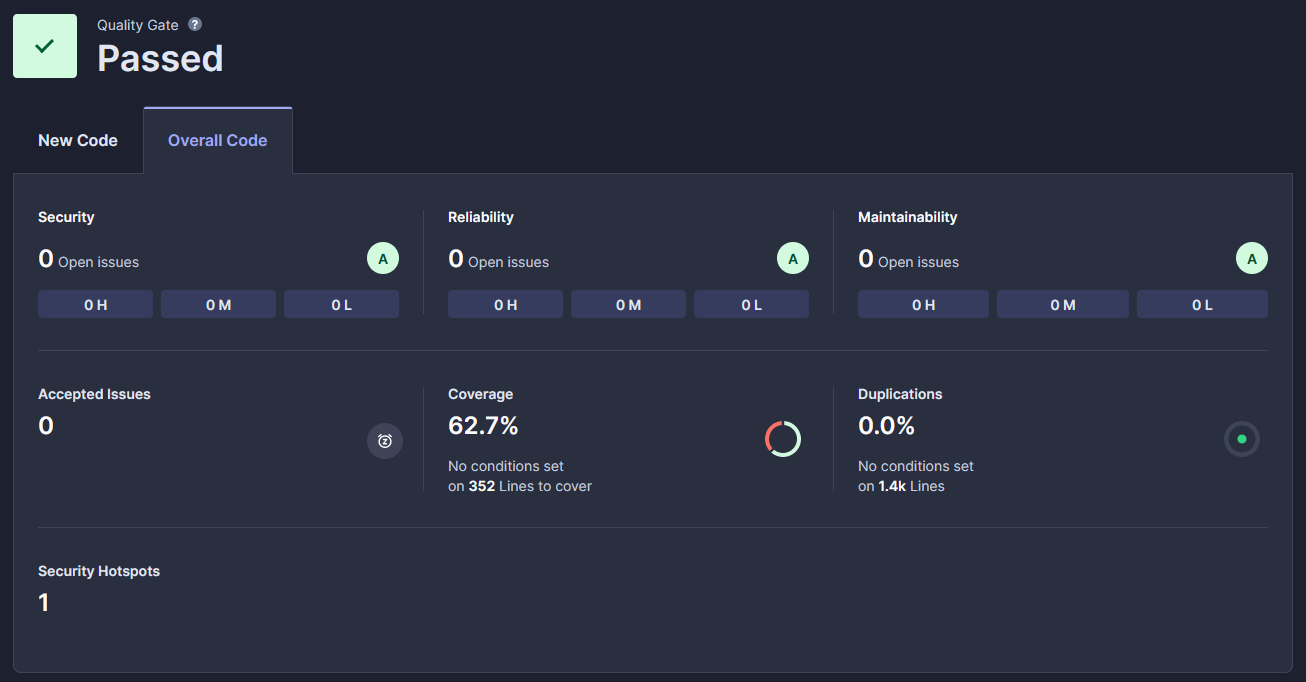 Quality Gate ?
Passed
New Code
Overall Code
Security
0 Open issues
A
0 H
0 M
0 L
Reliability
0 Open issues
A
0 H
0 M
0 L
Maintainability
0 Open issues
A
0 H
0 M
0 L
Accepted Issues
0
Coverage
62.7%
No conditions set
on 352 Lines to cover
Duplications
0.0%
No conditions set
on 1.4k Lines
Security Hotspots
1